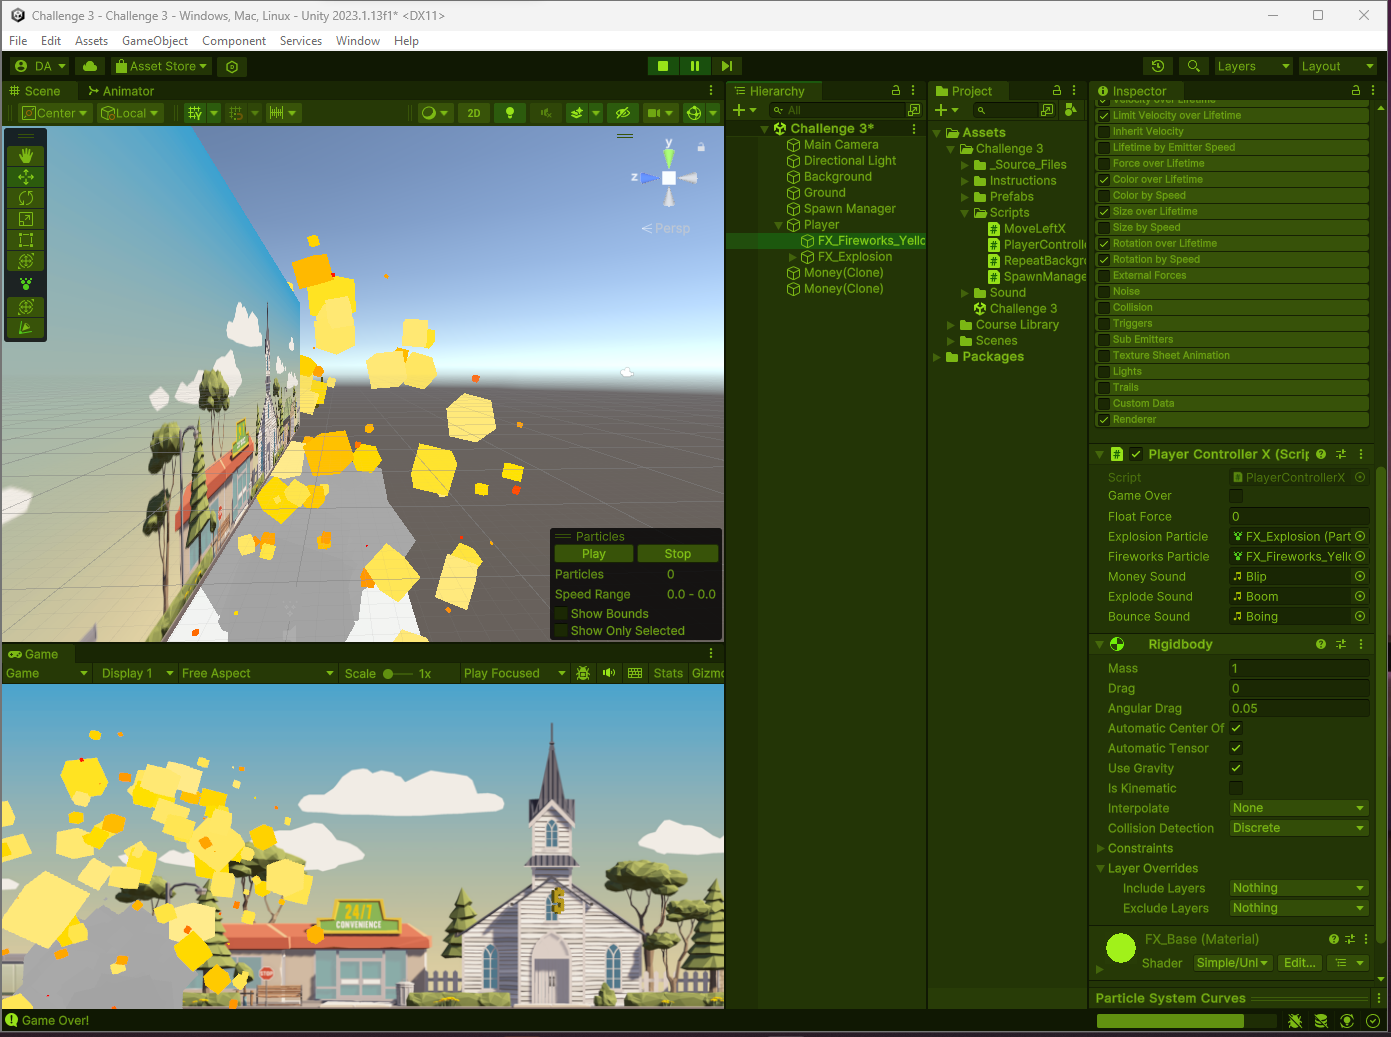 Challenge 3 - Challenge 3 - Windows, Mac, Linux - Unity 2023.1.13f1* <DX11>
File Edit Assets GameObject Component Services Window Help
DA Asset Store Layers Layout
Scene Animator
Center Local 2D
y
z
Persp
Particles
Play Stop
Particles 0
Speed Range 0.0 - 0.0
Show Bounds
Show Only Selected
Game
Game Display 1 Free Aspect Scale 1x Play Focused Stats Gizmo
24/7
CONVENIENCE
STOP
Game Over!
Hierarchy
All
Challenge 3*
Main Camera
Directional Light
Background
Ground
Spawn Manager
Player
FX_Fireworks_Yello
FX_Explosion
Money(Clone)
Money(Clone)
Project
Assets
Challenge 3
_Source_Files
Instructions
Prefabs
Scripts
MoveLeftX
PlayerControlle
RepeatBackgro
SpawnManage
Sound
Challenge 3
Course Library
Scenes
Packages
Inspector
Velocity over Lifetime
Limit Velocity over Lifetime
Inherit Velocity
Lifetime by Emitter Speed
Force over Lifetime
Color over Lifetime
Color by Speed
Size over Lifetime
Size by Speed
Rotation over Lifetime
Rotation by Speed
External Forces
Noise
Collision
Triggers
Sub Emitters
Texture Sheet Animation
Lights
Trails
Custom Data
Renderer
Player Controller X (Scrip
Script PlayerControllerX
Game Over
Float Force 0
Explosion Particle FX_Explosion (Part
Fireworks Particle FX_Fireworks_Yello
Money Sound Blip
Explode Sound Boom
Bounce Sound Boing
Rigidbody
Mass 1
Drag 0
Angular Drag 0.05
Automatic Center Of
Automatic Tensor
Use Gravity
Is Kinematic
Interpolate None
Collision Detection Discrete
Constraints
Layer Overrides
Include Layers Nothing
Exclude Layers Nothing
FX_Base (Material)
Shader Simple/Unl Edit...
Particle System Curves